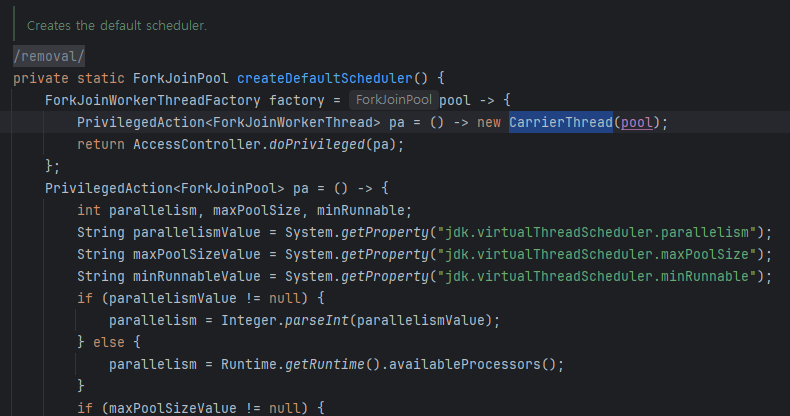 Creates the default scheduler.
/removal/
private static ForkJoinPool createDefaultScheduler() {
ForkJoinWorkerThreadFactory factory = ForkJoinPool pool -> {
PrivilegedAction<ForkJoinWorkerThread> pa = () -> new CarrierThread(pool);
return AccessController.doPrivileged(pa);
};
PrivilegedAction<ForkJoinPool> pa = () -> {
int parallelism, maxPoolSize, minRunnable;
String parallelismValue = System.getProperty("jdk.virtualThreadScheduler.parallelism");
String maxPoolSizeValue = System.getProperty("jdk.virtualThreadScheduler.maxPoolSize");
String minRunnableValue = System.getProperty("jdk.virtualThreadScheduler.minRunnable");
if (parallelismValue != null) {
parallelism = Integer.parseInt(parallelismValue);
} else {
parallelism = Runtime.getRuntime().availableProcessors();
}
if (maxPoolSizeValue != null) {